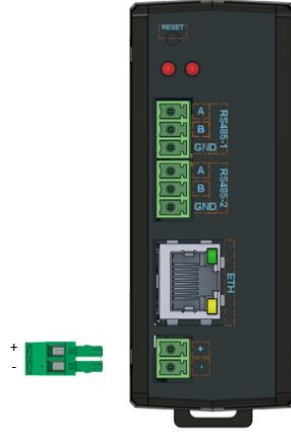 RESET
A
B
GND
RS485-1
A
B
GND
RS485-2
ETH
+
-
+
-